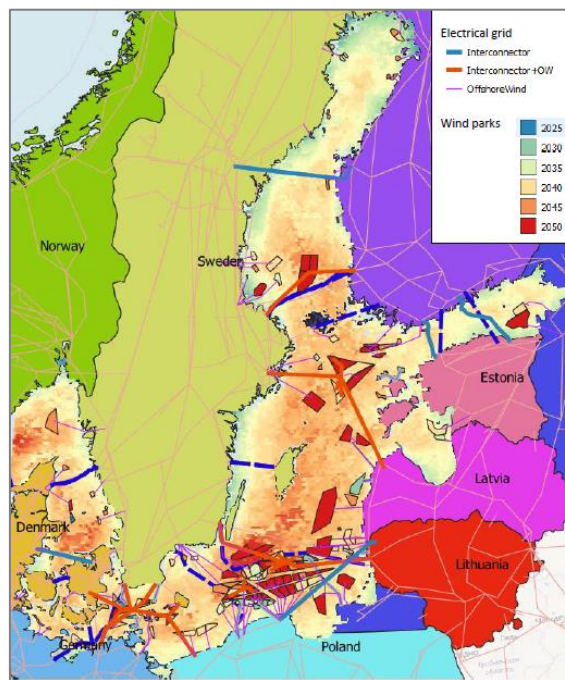 Electrical grid
Interconnector
Interconnector +OW
OffshoreWind
Wind parks
2025
2030
2035
2040
2045
2050
Norway
Sweden
Estonia
Latvia
Denmark
Lithuania
Germany
Poland